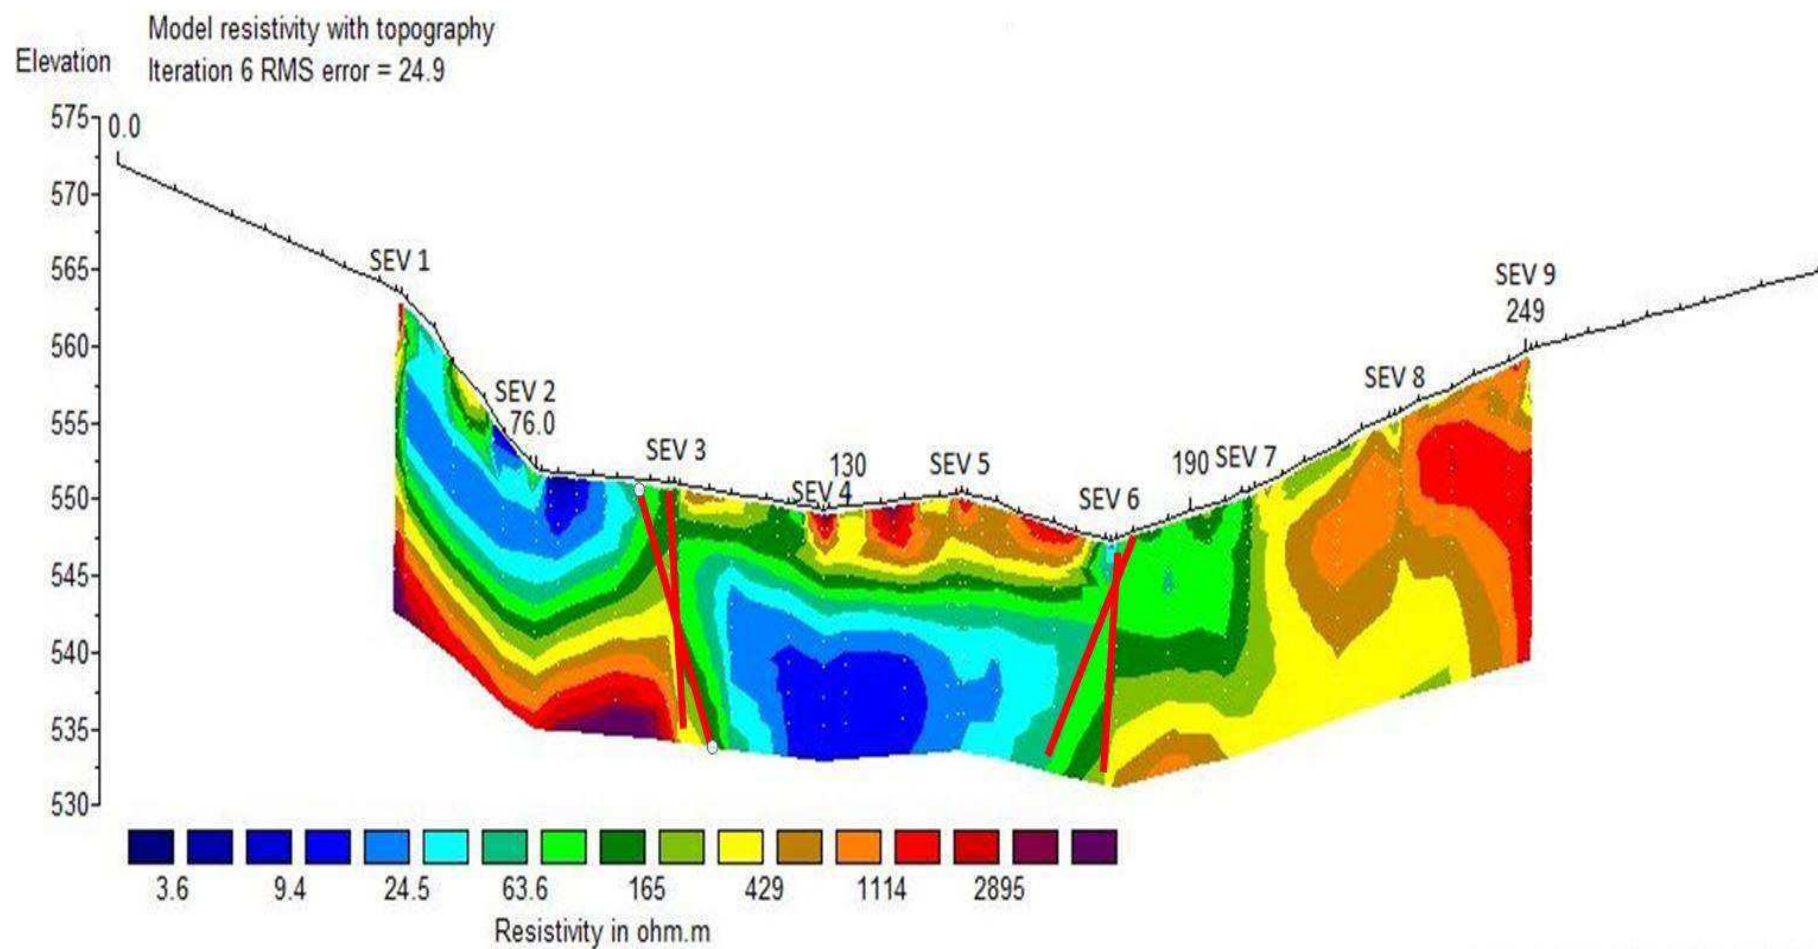 Model resistivity with topography
Elevation
Iteration 6 RMS error = 24.9
575
0.0
570
565
560
555
550
545
540
535
530
SEV 1
SEV 2
76.0
SEV 3
130
SEV 4
SEV 5
SEV 6
190 SEV 7
SEV 8
SEV 9
249
3.6 9.4 24.5 63.6 165 429 1114 2895
Resistivity in ohm.m